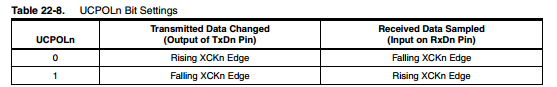 Table 22-8. UCPOLn Bit Settings
UCPOLn Transmitted Data Changed (Output of TxDn Pin) Received Data Sampled (Input on RxDn Pin)
0 Rising XCKn Edge Falling XCKn Edge
1 Falling XCKn Edge Rising XCKn Edge